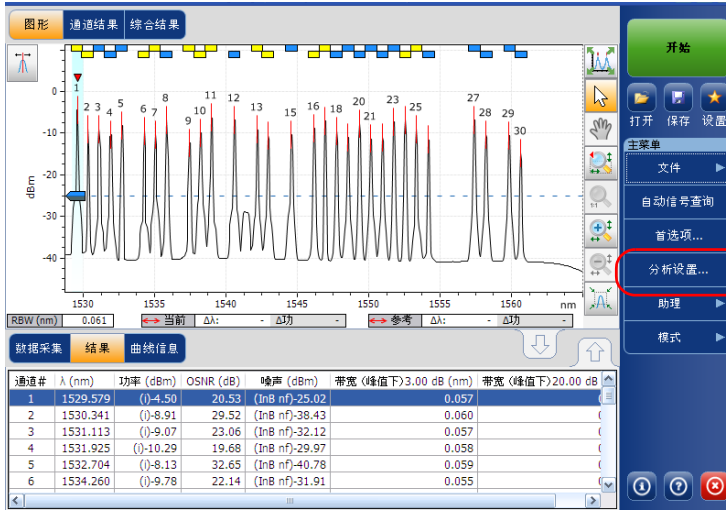 图形 通道结果 综合结果
开始
打开 保存 设置
主菜单
文件
自动信号查询
首选项...
分析设置...
助理
模式
0
-10
-20
-30
-40
dBm
1 2 3 4 5 6 7 8 9 10 11 12 13 15 16 18 20 21 23 25 27 28 29 30
1530 1535 1540 1545 1550 1555 1560 nm
RBW (nm) 0.061 当前 Δλ: - Δ功 - 参考 Δλ: - Δ功 -
数据采集 结果 曲线信息
通道# λ (nm) 功率 (dBm) OSNR (dB) 噪声 (dBm) 带宽 (峰值下)3.00 dB (nm) 带宽 (峰值下)20.00 dB
1 1529.579 (i)-4.50 20.53 (InB nf)-25.02 0.057
2 1530.341 (i)-8.91 29.52 (InB nf)-38.43 0.060
3 1531.113 (i)-9.07 23.06 (InB nf)-32.12 0.057
4 1531.925 (i)-10.29 19.68 (InB nf)-29.97 0.058
5 1532.704 (i)-8.13 32.65 (InB nf)-40.78 0.059
6 1534.260 (i)-9.78 22.14 (InB nf)-31.91 0.055